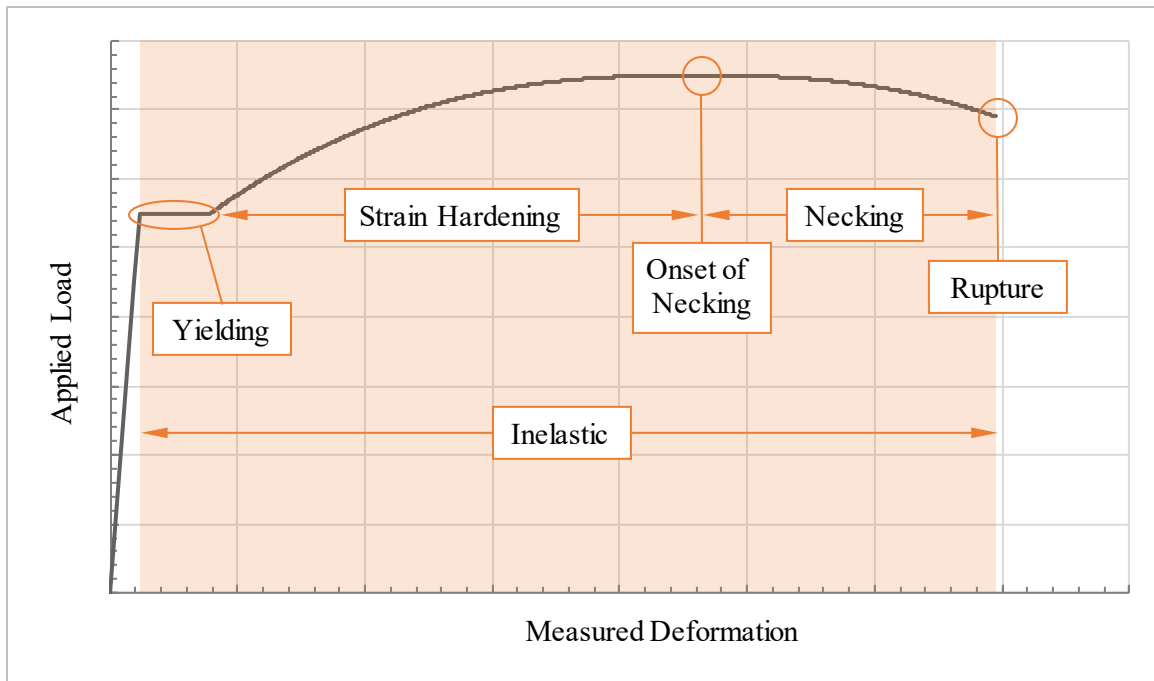 Applied Load
Strain Hardening
Necking
Onset of
Necking
Rupture
Yielding
Inelastic
Measured Deformation